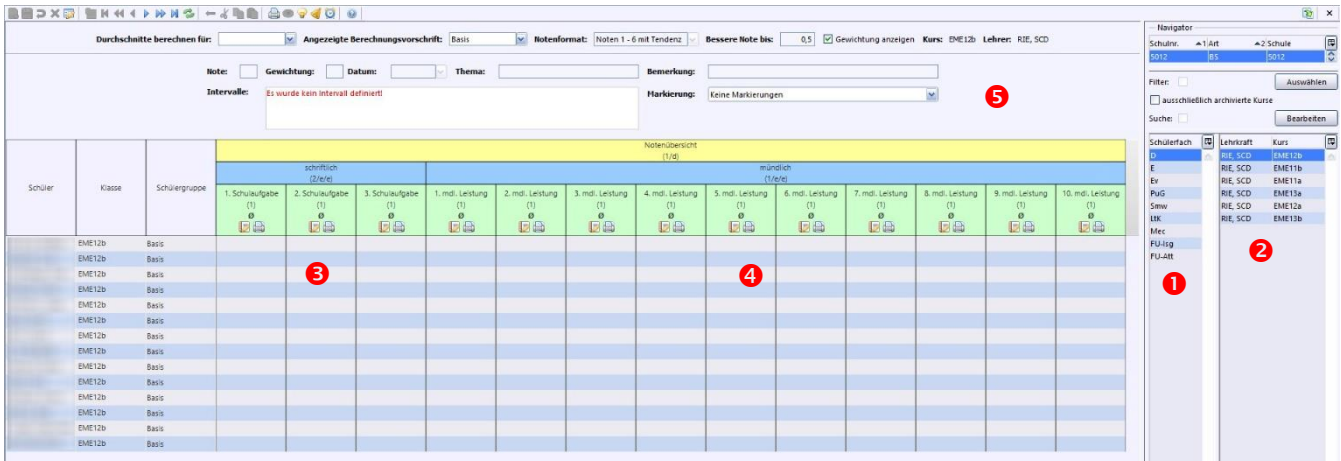 Durchschnitte berechnen für: Angezeigte Berechnungsvorschrift: Basis Notenformat: Noten 1 - 6 mit Tendenz Bessere Note bis: 0,5 Gewichtung anzeigen Kurs: EME12b Lehrer: RIE, SCD
Note: Gewichtung: Datum: Thema: Bemerkung:
Intervalle: Es wurde kein Intervall definiert! Markierung: Keine Markierungen
5
Notenübersicht
(1/d)
schriftlich mündlich
(2/e/e) (1/e/e)
Schüler Klasse Schülergruppe 1. Schulaufgabe 2. Schulaufgabe 3. Schulaufgabe 1. mdl. Leistung 2. mdl. Leistung 3. mdl. Leistung 4. mdl. Leistung 5. mdl. Leistung 6. mdl. Leistung 7. mdl. Leistung 8. mdl. Leistung 9. mdl. Leistung 10. mdl. Leistung
(1) (1) (1) (1) (1) (1) (1) (1) (1) (1) (1) (1) (1)
Ø Ø Ø Ø Ø Ø Ø Ø Ø Ø Ø Ø Ø
EME12b Basis
EME12b Basis
EME12b Basis
EME12b Basis
EME12b Basis
EME12b Basis
EME12b Basis
EME12b Basis
EME12b Basis
EME12b Basis
EME12b Basis
EME12b Basis
EME12b Basis
EME12b Basis
3 4
Navigator
Schulnr. 1 Art 2 Schule
5012 BS 5012
Filter: Auswählen
ausschließlich archivierte Kurse
Suche: Bearbeiten
Schülerfach Lehrkraft Kurs
D RIE, SCD EME12b
E RIE, SCD EME11b
Ev RIE, SCD EME11a
PuG RIE, SCD EME13a
Smw RIE, SCD EME12a
LtK RIE, SCD EME13b
Mec
FU-Isg
FU-Att
1 2